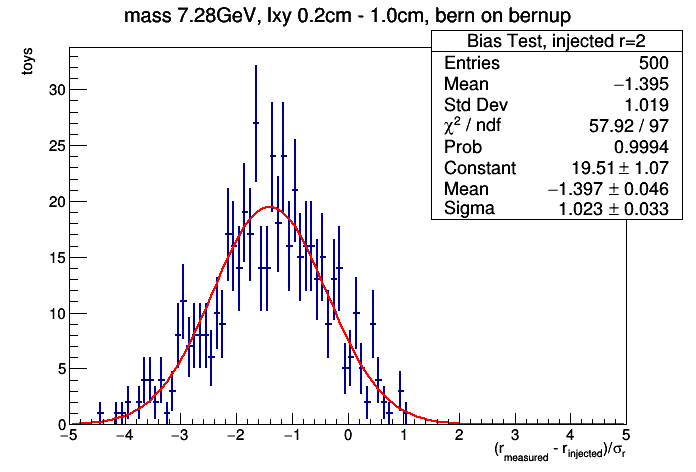 mass 7.28GeV, lxy 0.2cm - 1.0cm, bern on bernup
Bias Test, injected r=2
Entries 500
Mean −1.395
Std Dev 1.019
χ² / ndf 57.92 / 97
Prob 0.9994
Constant 19.51 ± 1.07
Mean −1.397 ± 0.046
Sigma 1.023 ± 0.033
toys
30
25
20
15
10
5
0
−5 −4 −3 −2 −1 0 1 2 3 4 5
(r_measured - r_injected)/σ_r